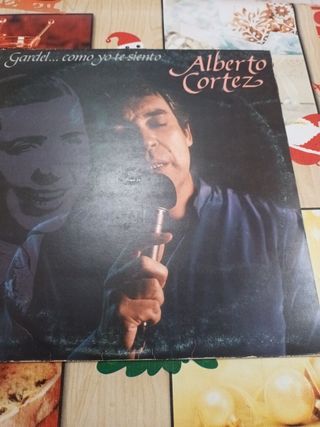 Gardel... como yo te siento
Alberto
Cortez